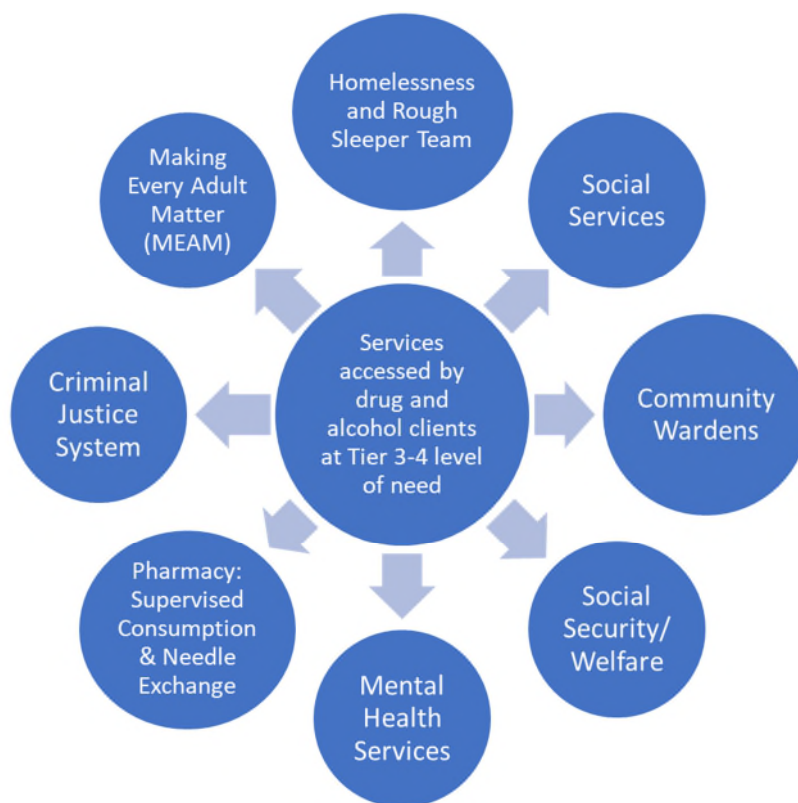 Homelessness
and Rough
Sleeper Team
Making
Every Adult
Matter
(MEAM)
Social
Services
Services
accessed by
drug and
alcohol clients
at Tier 3-4 level
of need
Criminal
Justice
System
Community
Wardens
Pharmacy:
Supervised
Consumption
& Needle
Exchange
Social
Security/
Welfare
Mental
Health
Services